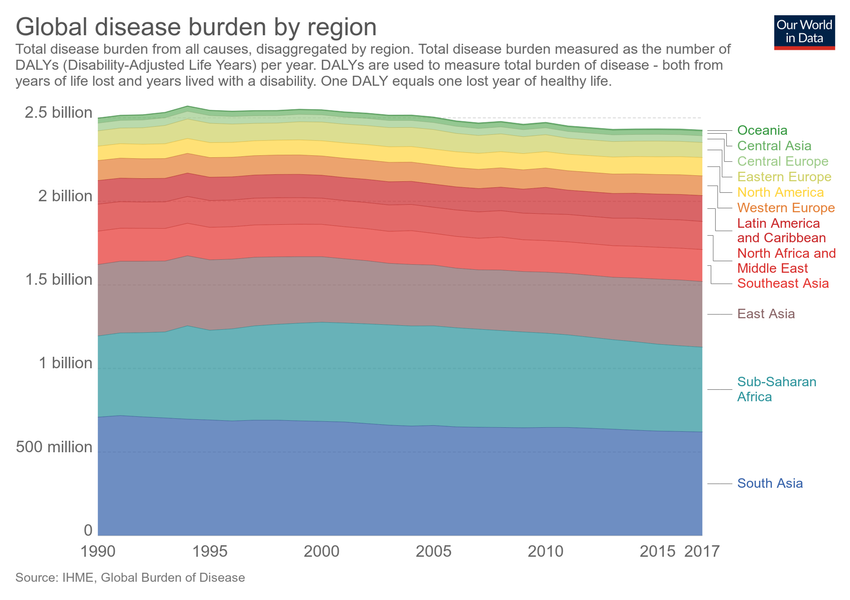 Global disease burden by region
Our World
in Data
Total disease burden from all causes, disaggregated by region. Total disease burden measured as the number of
DALYs (Disability-Adjusted Life Years) per year. DALYs are used to measure total burden of disease - both from
years of life lost and years lived with a disability. One DALY equals one lost year of healthy life.
2.5 billion
2 billion
1.5 billion
1 billion
500 million
0
1990
1995
2000
2005
2010
2015
2017
Oceania
Central Asia
Central Europe
Eastern Europe
North America
Western Europe
Latin America
and Caribbean
North Africa and
Middle East
Southeast Asia
East Asia
Sub-Saharan
Africa
South Asia
Source: IHME, Global Burden of Disease